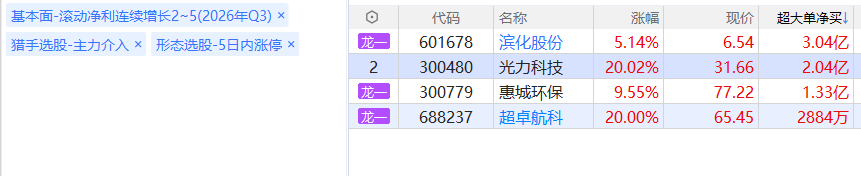 基本面-滚动净利连续增长2~5(2026年Q3) ×
猎手选股-主力介入 × 形态选股-5日内涨停 ×
代码 名称 涨幅 现价 超大单净买↓
龙一 601678 滨化股份 5.14% 6.54 3.04亿
2 300480 光力科技 20.02% 31.66 2.04亿
龙一 300779 惠城环保 9.55% 77.22 1.33亿
龙一 688237 超卓航科 20.00% 65.45 2884万